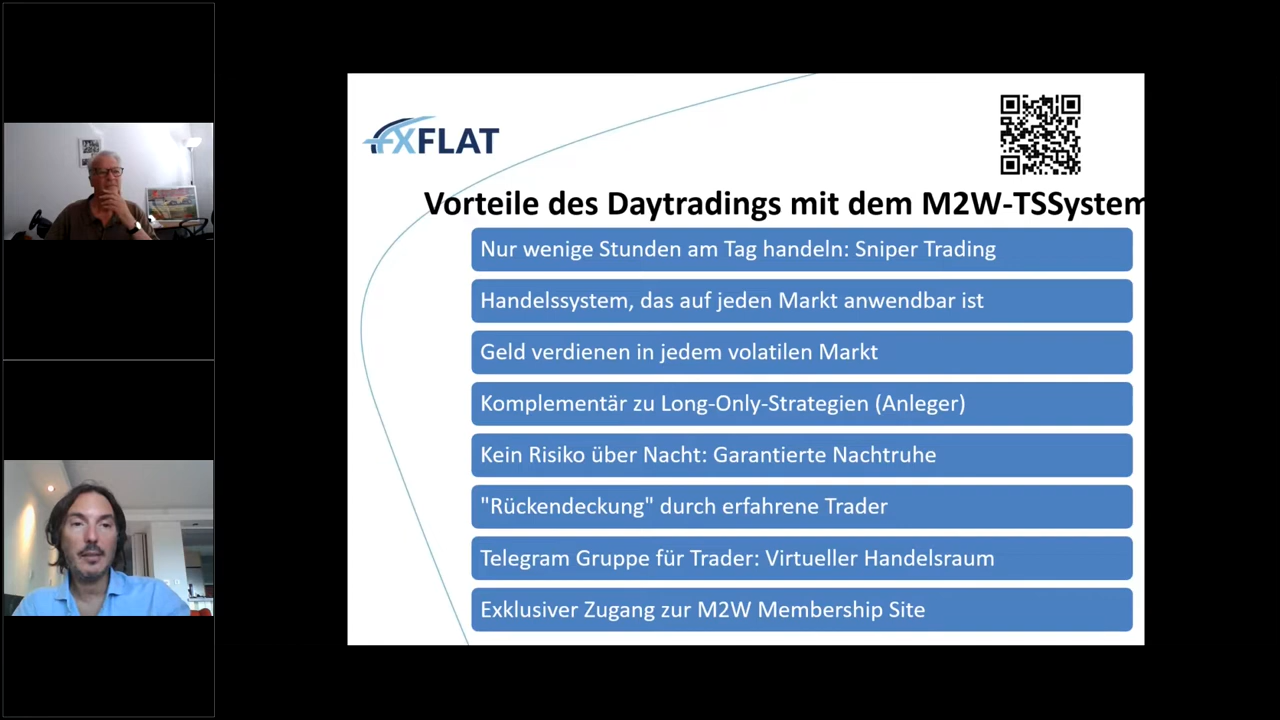 FXFLAT
Vorteile des Daytradings mit dem M2W-TSSystem
Nur wenige Stunden am Tag handeln: Sniper Trading
Handelssystem, das auf jeden Markt anwendbar ist
Geld verdienen in jedem volatilen Markt
Komplementär zu Long-Only-Strategien (Anleger)
Kein Risiko über Nacht: Garantierte Nachtruhe
"Rückendeckung" durch erfahrene Trader
Telegram Gruppe für Trader: Virtueller Handelsraum
Exklusiver Zugang zur M2W Membership Site